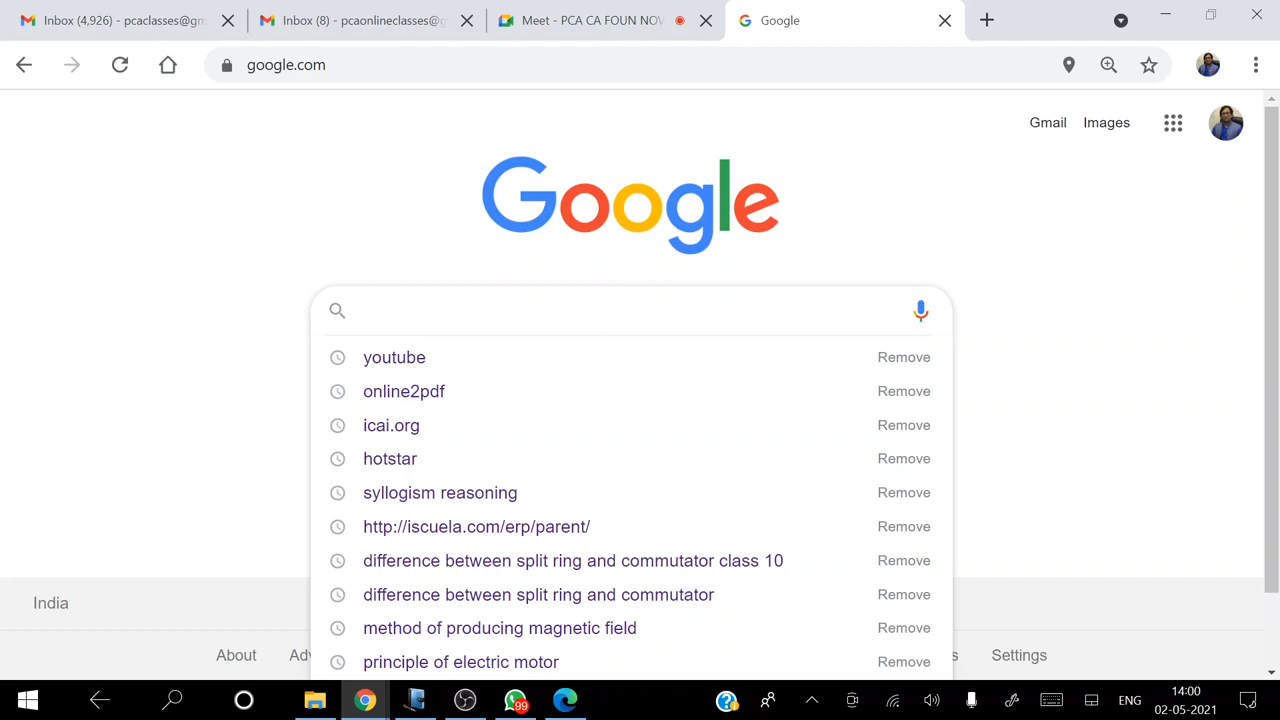 Inbox (4,926) - pcaclasses@gm
Inbox (8) - pcaonlineclasses@g
Meet - PCA CA FOUN NOV
Google
google.com
Gmail Images
Google
youtube Remove
online2pdf Remove
icai.org Remove
hotstar Remove
syllogism reasoning Remove
http://iscuela.com/erp/parent/ Remove
difference between split ring and commutator class 10 Remove
difference between split ring and commutator Remove
method of producing magnetic field Remove
principle of electric motor Remove
India
About Adv s Settings
99
ENG
14:00
02-05-2021